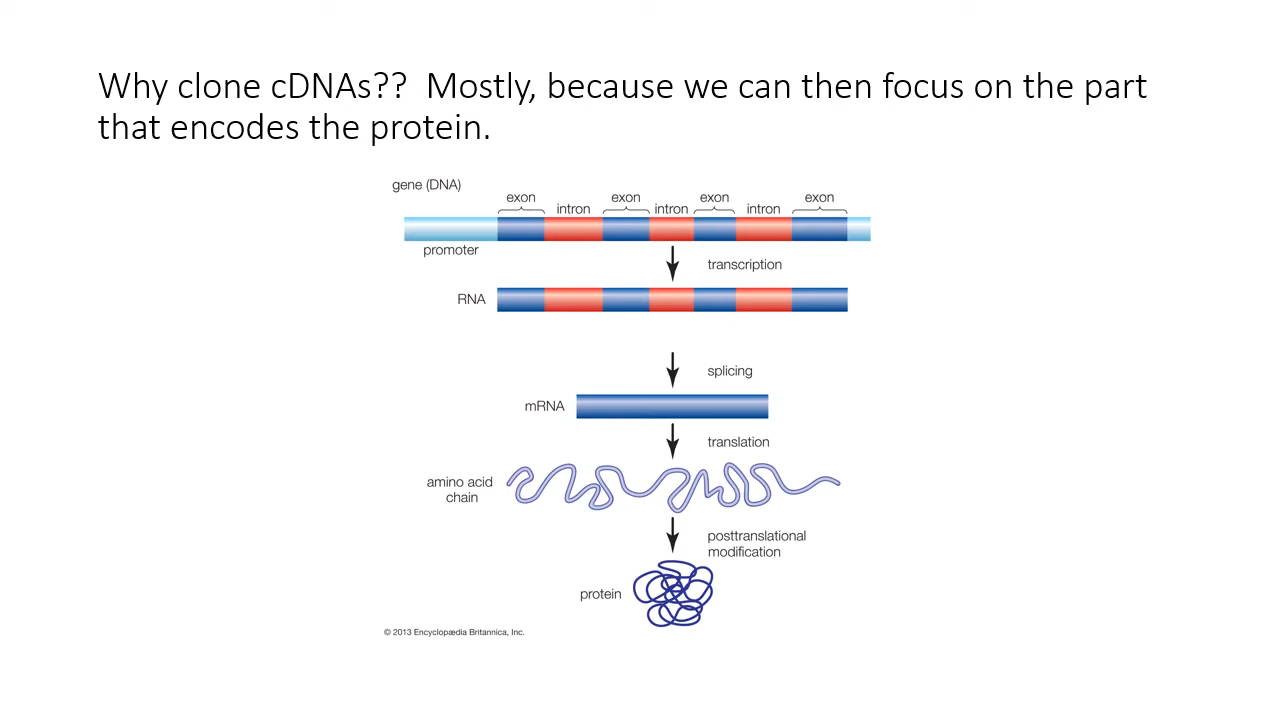 Why clone cDNAs??  Mostly, because we can then focus on the part
that encodes the protein.
gene (DNA)
exon
intron
exon
intron
exon
intron
exon
promoter
transcription
RNA
splicing
mRNA
translation
amino acid
chain
posttranslational
modification
protein
© 2013 Encyclopædia Britannica, Inc.